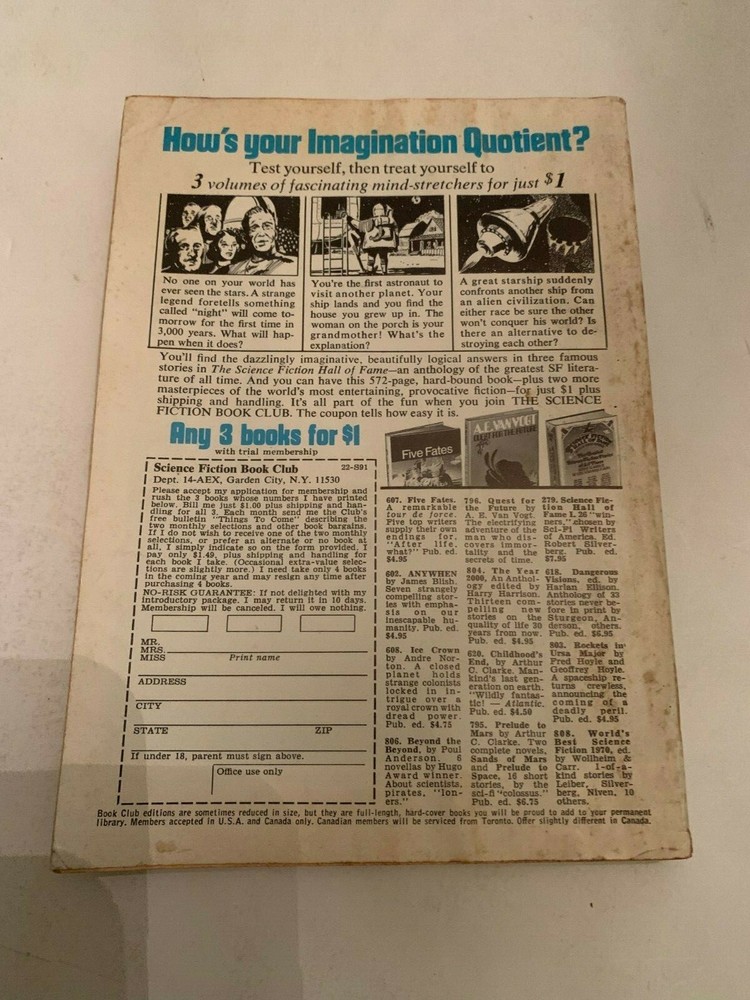 How's your Imagination Quotient?
Test yourself, then treat yourself to
3 volumes of fascinating mind-stretchers for just $1
No one on your world has
ever seen the stars. A strange
legend foretells something
called "night" will come to-
morrow for the first time in
3,000 years. What will hap-
pen when it does?
You're the first astronaut to
visit another planet. Your
ship lands and you find the
house you grew up in. The
woman on the porch is your
grandmother! What's the
explanation?
A great starship suddenly
confronts another ship from
an alien civilization. Can
either race be sure the other
won't conquer his world? Is
there an alternative to de-
stroying each other?
You'll find the dazzlingly imaginative, beautifully logical answers in three famous
stories in The Science Fiction Hall of Fame—an anthology of the greatest SF litera-
ture of all time. And you can have this 572-page, hard-bound book—plus two more
masterpieces of the world's most entertaining, provocative fiction—for just $1 plus
shipping and handling. It's all part of the fun when you join THE SCIENCE
FICTION BOOK CLUB. The coupon tells how easy it is.
Any 3 books for $1
with trial membership
Science Fiction Book Club 22-S91
Dept. 14-AEX, Garden City, N.Y. 11530
Please accept my application for membership and
rush the 3 books whose numbers I have printed
below. Bill me just $1.00 plus shipping and han-
dling for all 3. Each month send me the Club's
free bulletin "Things To Come" describing the
two monthly selections and other book bargains.
If I do not wish to receive one of the two monthly
selections, or prefer an alternate or no book at
all, I simply indicate so on the form provided. I
pay only $1.49, plus shipping and handling for
each book I take. (Occasional extra-value selec-
tions are slightly more.) I need take only 4 books
in the coming year and may resign any time after
purchasing 4 books.
NO-RISK GUARANTEE: If not delighted with my
introductory package, I may return it in 10 days.
Membership will be canceled. I will owe nothing.
MR.
MRS.
MISS Print name
ADDRESS
CITY
STATE ZIP
If under 18, parent must sign above.
Office use only
Five Fates
A.E. VAN VOGT
QUEST FOR THE FUTURE
607. Five Fates.
A remarkable
tour de force.
Five top writers
supply their own
endings for,
"After life,
what?" Pub. ed.
$4.95
602. ANYWHEN
by James Blish.
Seven strangely
compelling stor-
ies with empha-
sis on our
inescapable hu-
manity. Pub. ed.
$4.95
608. Ice Crown
by Andre Nor-
ton. A closed
planet holds
strange colonists
locked in in-
trigue over a
royal crown with
dread power.
Pub. ed. $4.75
806. Beyond the
Beyond, by Poul
Anderson. 6
novellas by Hugo
Award winner.
About scientists,
pirates, "lon-
ers."
796. Quest for
the Future by
A. E. Van Vogt.
The electrifying
adventure of a
man who dis-
covers immor-
tality and the
secrets of time.
804. The Year
2000, An Anthol-
ogy edited by
Harry Harrison.
Thirteen com-
pelling new
stories on the
quality of life 30
years from now.
Pub. ed. $4.95
620. Childhood's
End, by Arthur
C. Clarke. Man-
kind's last gen-
eration on earth.
"Wildly fantas-
tic! — Atlantic.
Pub. ed. $4.50
795. Prelude to
Mars by Arthur
C. Clarke. Two
complete novels,
Sands of Mars
and Prelude to
Space, 16 short
stories, by the
sci-fi "colossus."
Pub. ed. $6.75
279. Science Fic-
tion Hall of
Fame I. 26 "win-
ners," chosen by
Sci-Fi Writers
of America. Ed.
Robert Silver-
berg. Pub. ed.
$7.95
618. Dangerous
Visions, ed. by
Harlan Ellison.
Anthology of 33
stories never be-
fore in print by
Sturgeon, An-
derson, others.
Pub. ed. $6.95
803. Rockets in
Ursa Major by
Fred Hoyle and
Geoffrey Hoyle.
A spaceship re-
turns crewless,
announcing the
coming of a
deadly peril.
Pub. ed. $4.95
808. World's
Best Science
Fiction 1970, ed.
by Wollheim &
Carr. 1-of-a-
kind stories by
Leiber, Silver-
berg, Niven, 10
others.
Book Club editions are sometimes reduced in size, but they are full-length, hard-cover books you will be proud to add to your permanent
library. Members accepted in U.S.A. and Canada only. Canadian members will be serviced from Toronto. Offer slightly different in Canada.